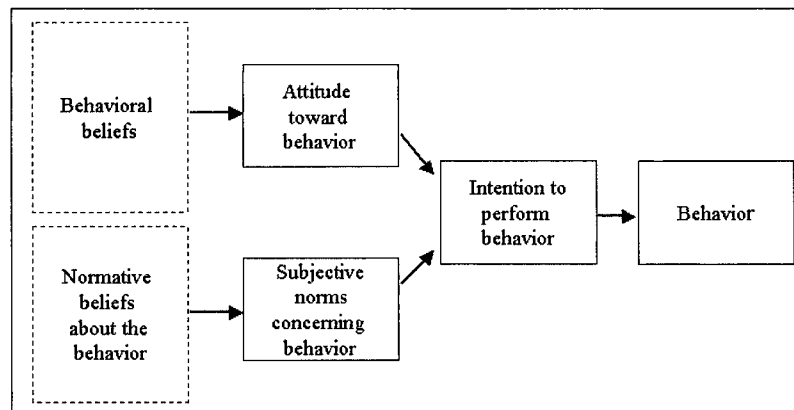 Behavioral
beliefs
Attitude
toward
behavior
Intention to
perform
behavior
Behavior
Normative
beliefs
about the
behavior
Subjective
norms
concerning
behavior